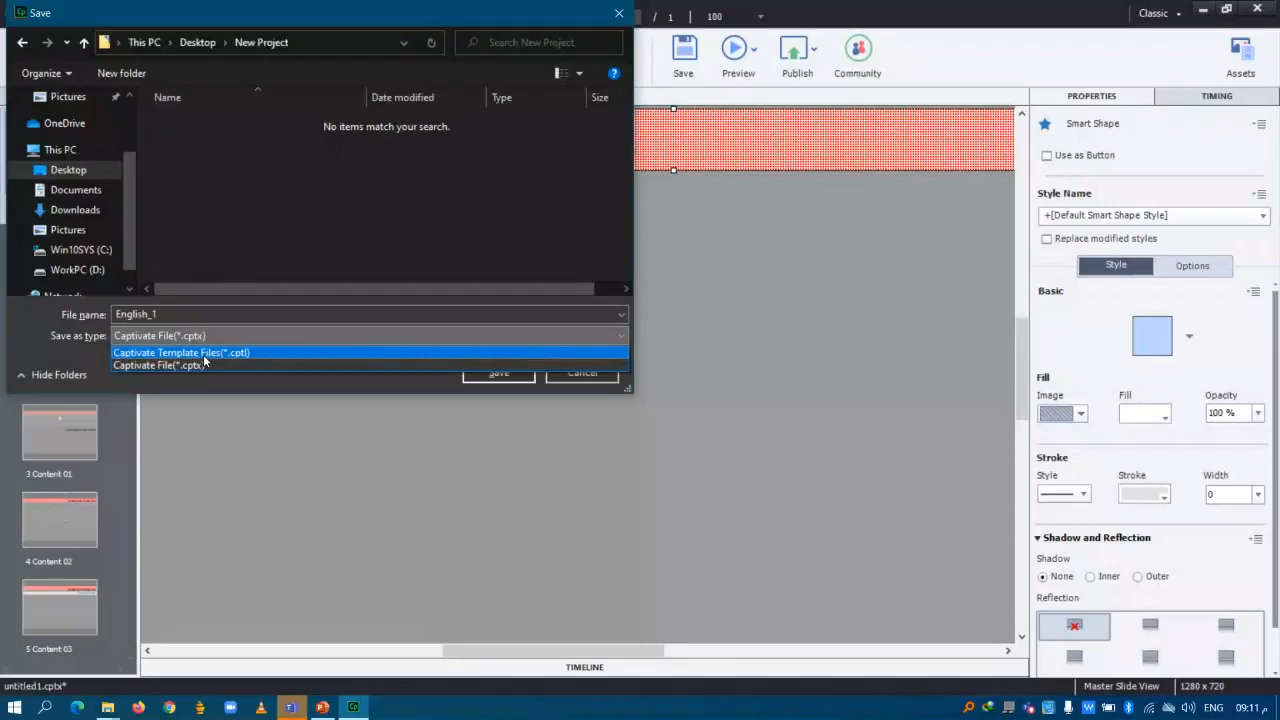 Cp Save
/ 1 100
Classic
This PC Desktop New Project
Search New Project
Organize New folder
Save Preview Publish Community Assets
Pictures
OneDrive
This PC
Desktop
Documents
Downloads
Pictures
Win10SYS (C:)
WorkPC (D:)
Name Date modified Type Size
No items match your search.
File name: English_1
Save as type: Captivate File(*.cptx)
Captivate Template Files(*.cptl)
Captivate File(*.cptx)
Hide Folders
Save Cancel
PROPERTIES TIMING
Smart Shape
Use as Button
Style Name
+[Default Smart Shape Style]
Replace modified styles
Style Options
Basic
Fill
Image Fill Opacity
100 %
Stroke
Style Stroke Width
0
Shadow and Reflection
Shadow
None Inner Outer
Reflection
3 Content 01
4 Content 02
5 Content 03
TIMELINE
untitled1.cptx*
Master Slide View 1280 x 720
ENG 09:11 م